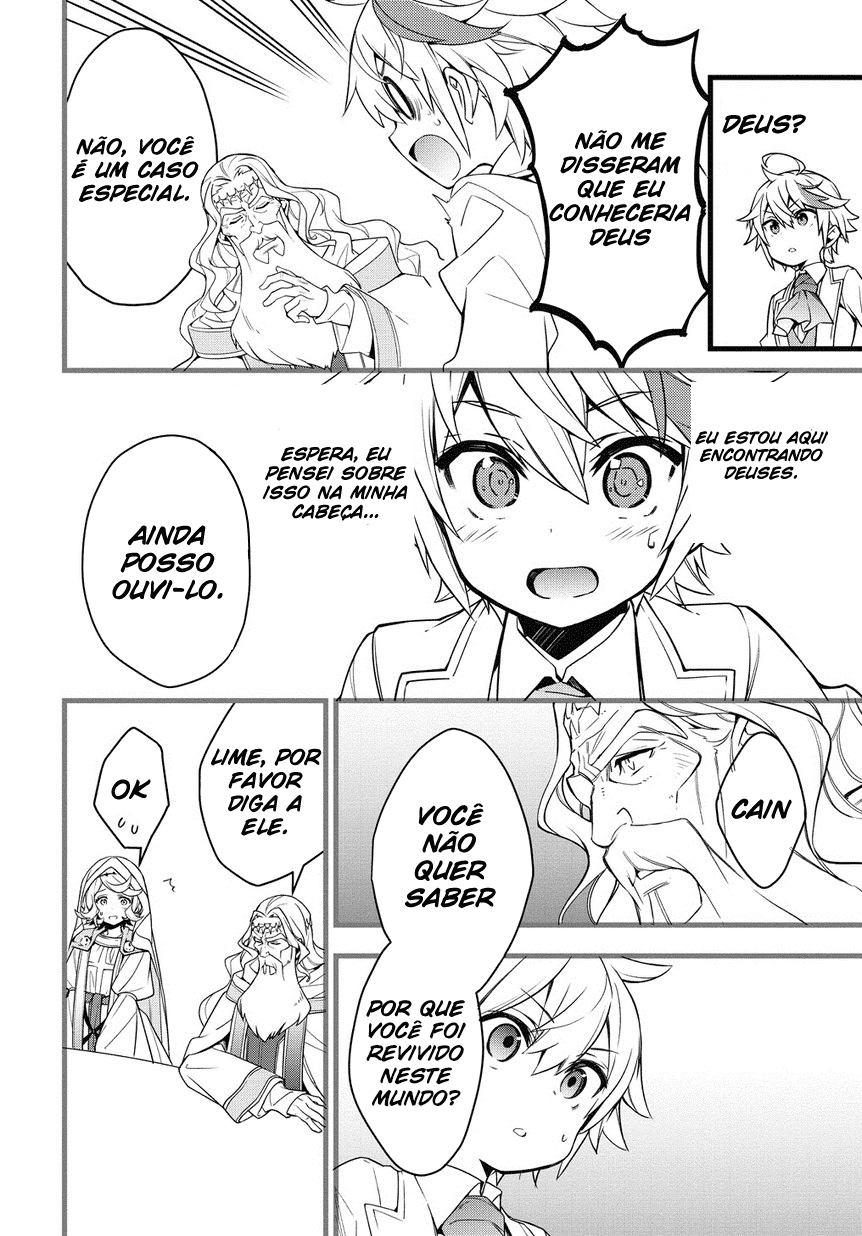 DEUS?
NÃO ME
DISSERAM
QUE EU
CONHECERIA
DEUS
NÃO, VOCÊ
É UM CASO
ESPECIAL.
EU ESTOU AQUI
ENCONTRANDO
DEUSES.
ESPERA, EU
PENSEI SOBRE
ISSO NA MINHA
CABEÇA...
AINDA
POSSO
OUVI-LO.
CAIN
VOCÊ
NÃO
QUER
SABER
POR QUE
VOCÊ FOI
REVIVIDO
NESTE
MUNDO?
LIME, POR
FAVOR
DIGA A
ELE.
OK